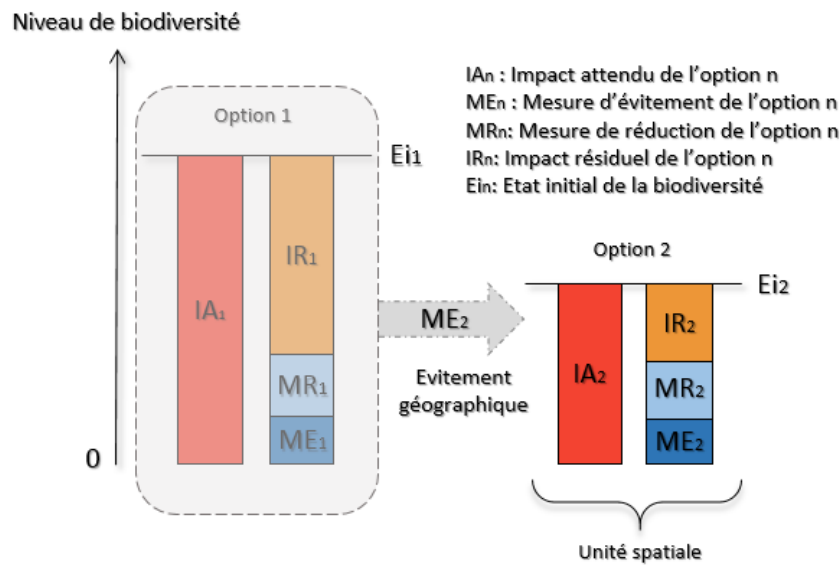 Niveau de biodiversité
IAn : Impact attendu de l'option n
MEn : Mesure d'évitement de l'option n
MRn: Mesure de réduction de l'option n
IRn: Impact résiduel de l'option n
Ein: Etat initial de la biodiversité
Option 1
Ei1
IA1
IR1
MR1
ME1
0
ME2
Evitement
géographique
Option 2
Ei2
IA2
IR2
MR2
ME2
Unité spatiale